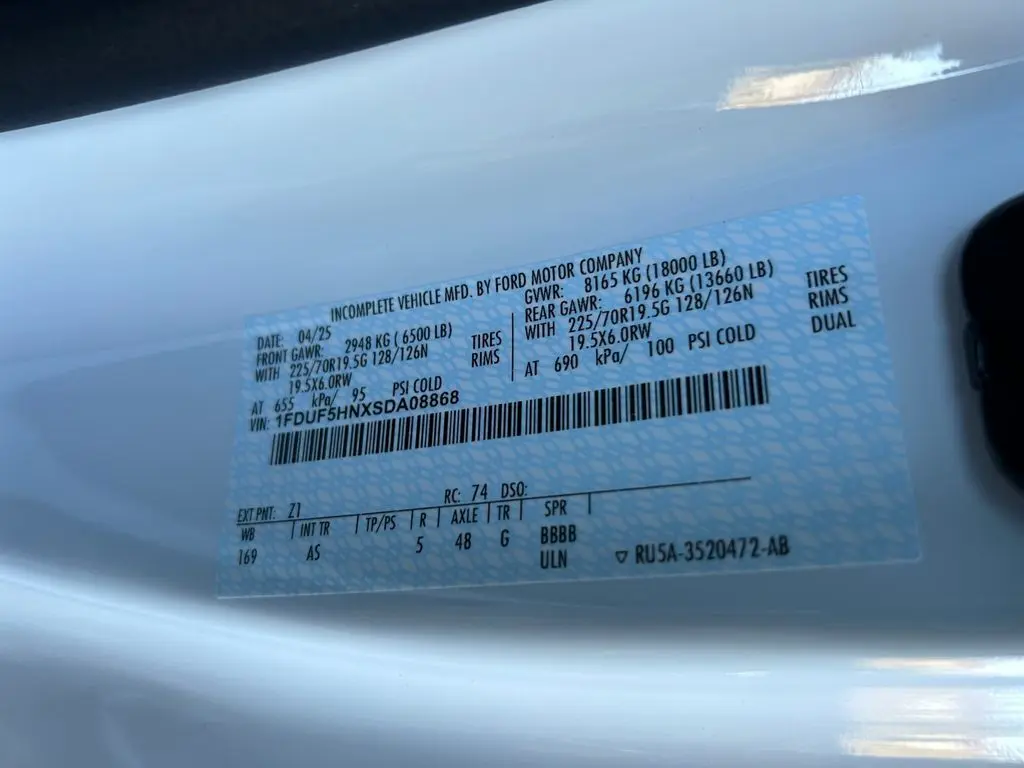 INCOMPLETE VEHICLE MFD. BY FORD MOTOR COMPANY
DATE: 04/25 GVWR: 8165 KG (18000 LB)
FRONT GAWR: 2948 KG ( 6500 LB) REAR GAWR: 6196 KG (13660 LB)
WITH 225/70R19.5G 128/126N TIRES WITH 225/70R19.5G 128/126N TIRES
19.5X6.0RW RIMS 19.5X6.0RW RIMS
AT 655 kPa/ 95 PSI COLD AT 690 kPa/ 100 PSI COLD DUAL
VIN: 1FDUF5HNXSDA08868
EXT PNT: Z1 RC: 74 DSO:
WB INT TR TP/PS R AXLE TR SPR
169 AS 5 48 G BBBB
ULN ▽ RU5A-3520472-AB